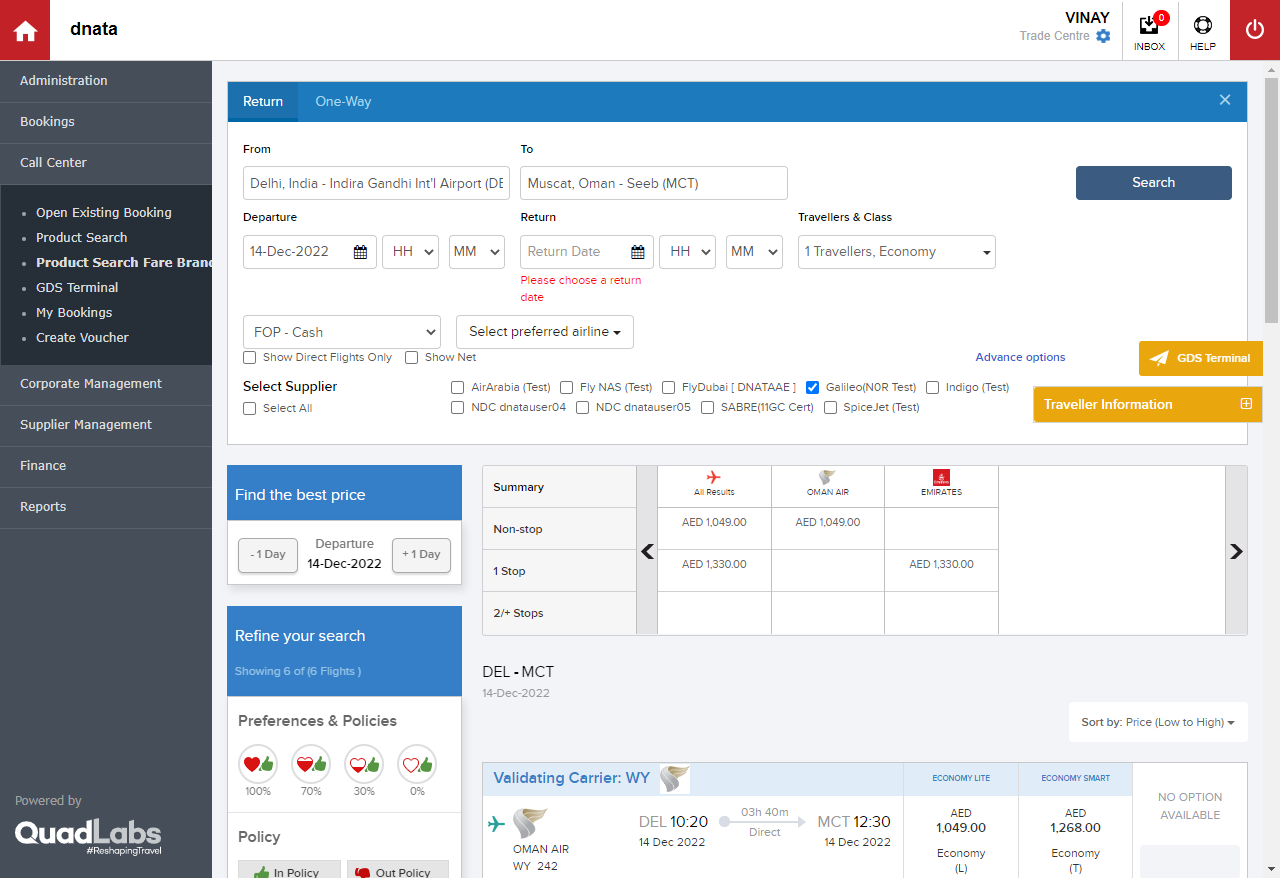 dnata
VINAY
Trade Centre
0
INBOX
HELP
Administration
Bookings
Call Center
Open Existing Booking
Product Search
Product Search Fare Bran
GDS Terminal
My Bookings
Create Voucher
Corporate Management
Supplier Management
Finance
Reports
Powered by
QuadLabs
#ReshapingTravel
Return One-Way
From To
Delhi, India - Indira Gandhi Int'l Airport (DE Muscat, Oman - Seeb (MCT) Search
Departure Return Travellers & Class
14-Dec-2022 HH MM Return Date HH MM 1 Travellers, Economy
Please choose a return
date
FOP - Cash Select preferred airline
Show Direct Flights Only Show Net Advance options GDS Terminal
Select Supplier AirArabia (Test) Fly NAS (Test) FlyDubai [ DNATAAE ] Galileo(N0R Test) Indigo (Test)
Select All NDC dnatauser04 NDC dnatauser05 SABRE(11GC Cert) SpiceJet (Test)
Traveller Information
Find the best price
- 1 Day Departure + 1 Day
14-Dec-2022
Summary All Results OMAN AIR EMIRATES
Non-stop AED 1,049.00 AED 1,049.00
1 Stop AED 1,330.00 AED 1,330.00
2/+ Stops
Refine your search
Showing 6 of (6 Flights )
Preferences & Policies
100% 70% 30% 0%
Policy
In Policy Out Policy
DEL - MCT
14-Dec-2022
Sort by: Price (Low to High)
Validating Carrier: WY ECONOMY LITE ECONOMY SMART
OMAN AIR
WY 242
DEL 10:20
14 Dec 2022
03h 40m
Direct
MCT 12:30
14 Dec 2022
AED
1,049.00
Economy
(L)
AED
1,268.00
Economy
(T)
NO OPTION
AVAILABLE